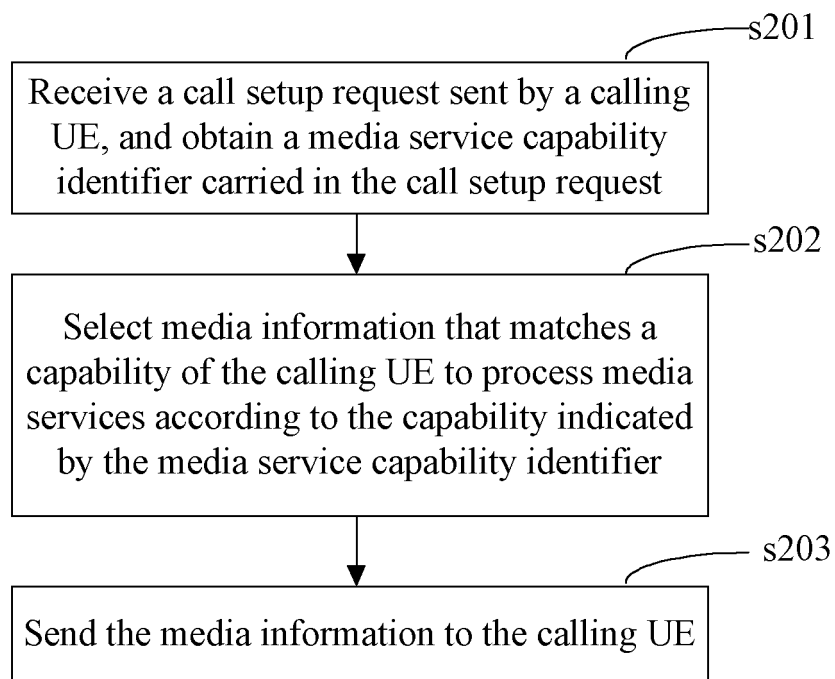 s201
Receive a call setup request sent by a calling
UE, and obtain a media service capability
identifier carried in the call setup request
s202
Select media information that matches a
capability of the calling UE to process media
services according to the capability indicated
by the media service capability identifier
s203
Send the media information to the calling UE